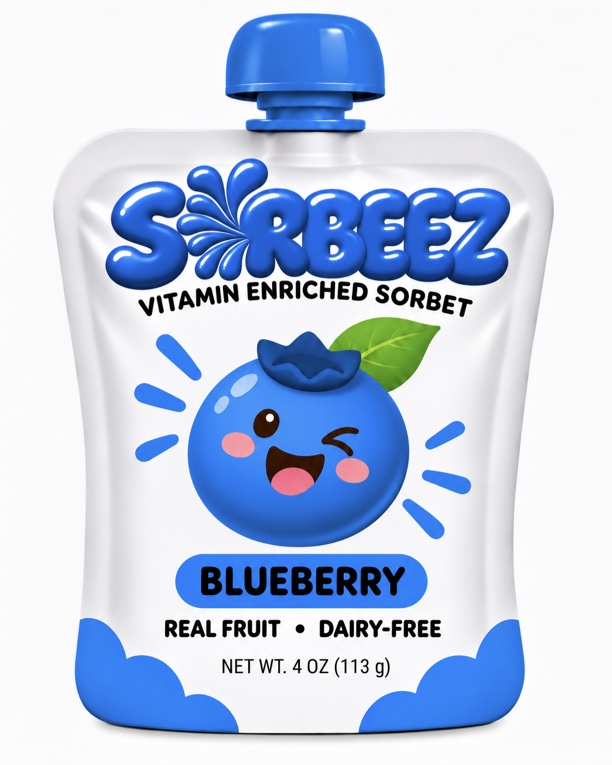 SORBEEZ
VITAMIN ENRICHED SORBET
BLUEBERRY
REAL FRUIT • DAIRY-FREE
NET WT. 4 OZ (113 g)